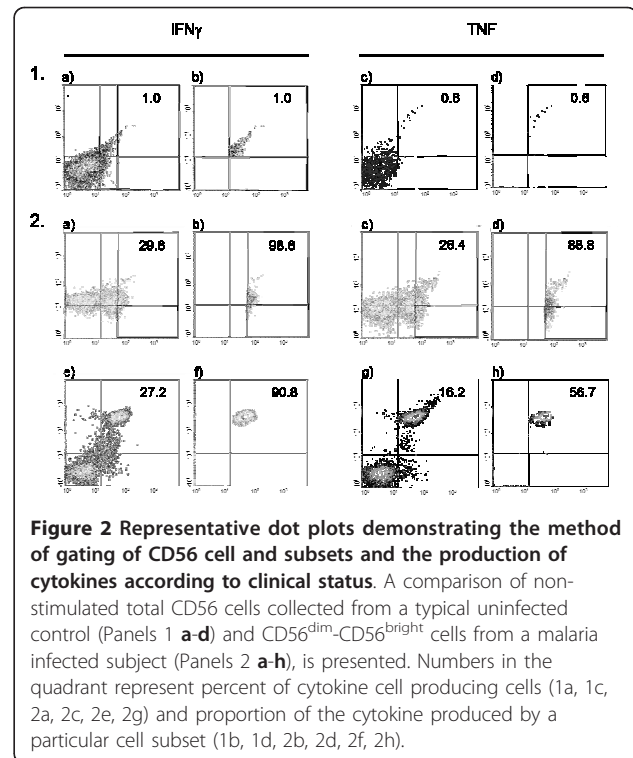 IFNγ TNF
1.
a) b) c) d)
1.0 1.0 0.6 0.6
2.
a) b) c) d)
29.6 98.6 26.4 88.8
e) f) g) h)
27.2 90.8 16.2 56.7
Figure 2 Representative dot plots demonstrating the method
of gating of CD56 cell and subsets and the production of
cytokines according to clinical status. A comparison of non-
stimulated total CD56 cells collected from a typical uninfected
control (Panels 1 a-d) and CD56dim-CD56bright cells from a malaria
infected subject (Panels 2 a-h), is presented. Numbers in the
quadrant represent percent of cytokine cell producing cells (1a, 1c,
2a, 2c, 2e, 2g) and proportion of the cytokine produced by a
particular cell subset (1b, 1d, 2b, 2d, 2f, 2h).